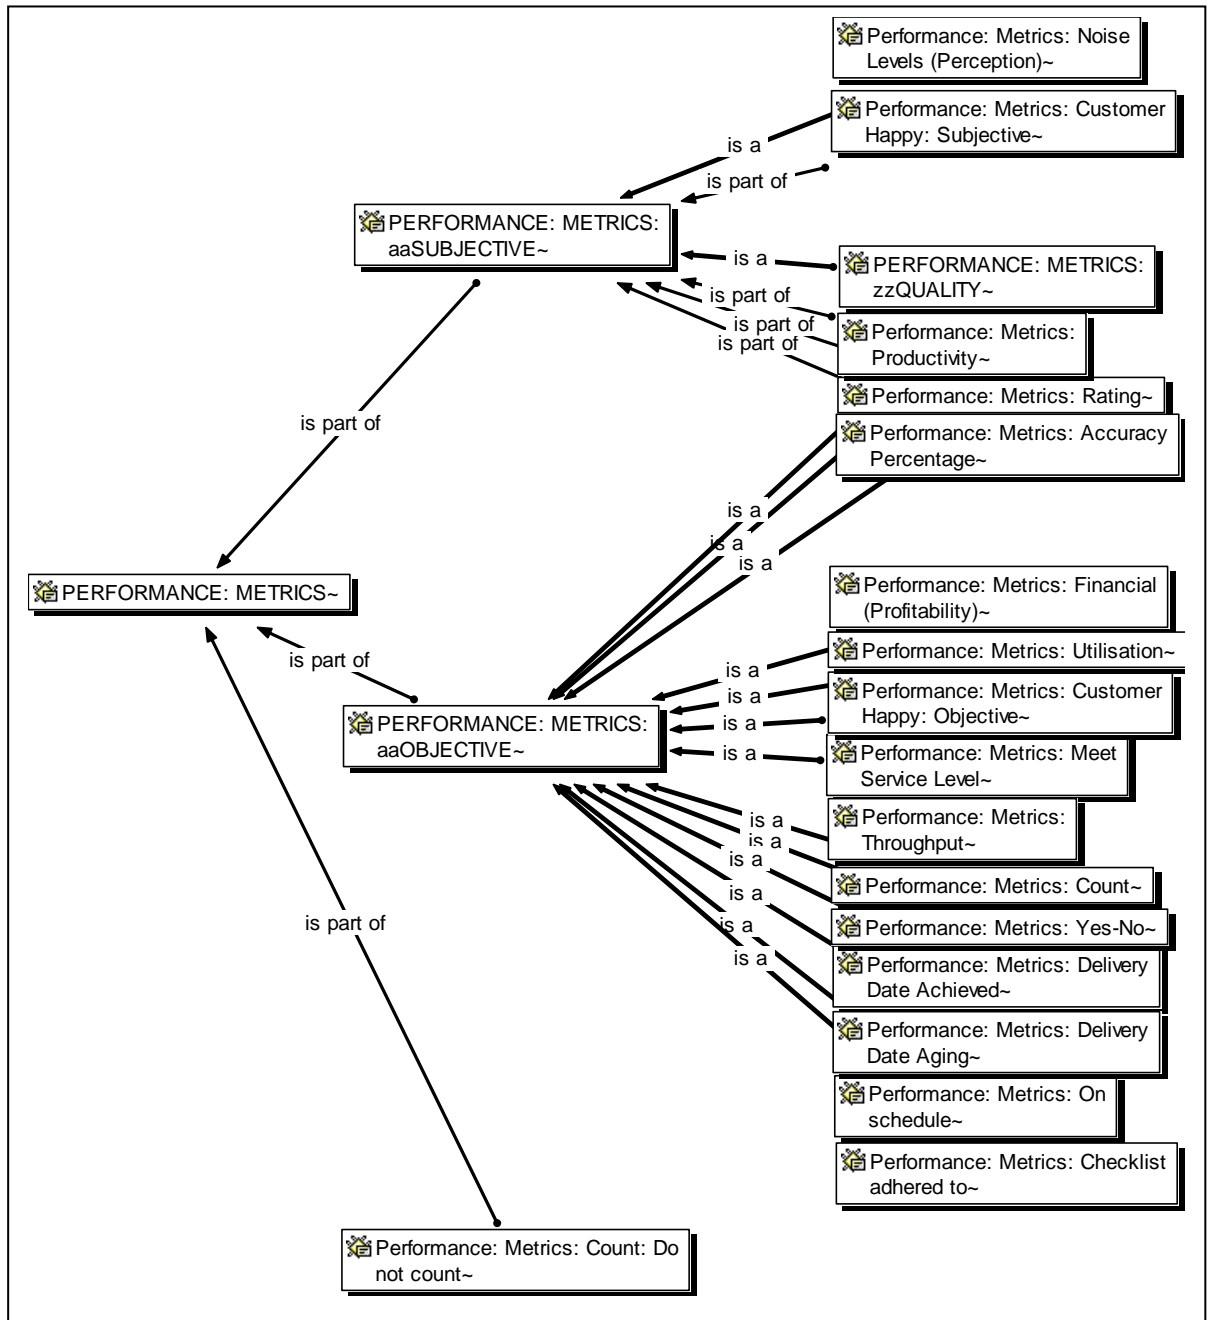 Performance: Metrics: Noise
Levels (Perception)~
Performance: Metrics: Customer
Happy: Subjective~
is a
is part of
PERFORMANCE: METRICS:
aaSUBJECTIVE~
is a
PERFORMANCE: METRICS:
zzQUALITY~
is part of
is part of
is part of
Performance: Metrics:
Productivity~
Performance: Metrics: Rating~
Performance: Metrics: Accuracy
Percentage~
is part of
is a
is a
is a
PERFORMANCE: METRICS~
Performance: Metrics: Financial
(Profitability)~
is part of
is a
Performance: Metrics: Utilisation~
is a
Performance: Metrics: Customer
Happy: Objective~
is a
PERFORMANCE: METRICS:
aaOBJECTIVE~
is a
Performance: Metrics: Meet
Service Level~
is a
Performance: Metrics:
Throughput~
is a
is a
Performance: Metrics: Count~
is a
is part of
is a
Performance: Metrics: Yes-No~
is a
Performance: Metrics: Delivery
Date Achieved~
Performance: Metrics: Delivery
Date Aging~
Performance: Metrics: On
schedule~
Performance: Metrics: Checklist
adhered to~
Performance: Metrics: Count: Do
not count~